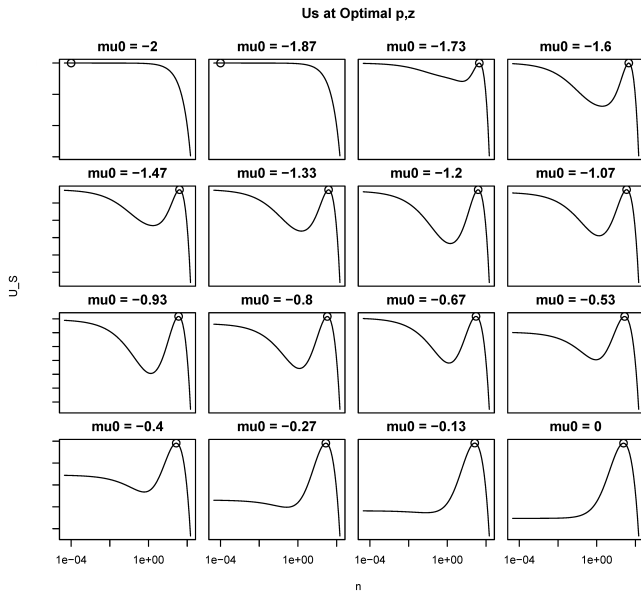 Us at Optimal p,z
mu0 = −2 mu0 = −1.87 mu0 = −1.73 mu0 = −1.6
mu0 = −1.47 mu0 = −1.33 mu0 = −1.2 mu0 = −1.07
U_S
mu0 = −0.93 mu0 = −0.8 mu0 = −0.67 mu0 = −0.53
mu0 = −0.4 mu0 = −0.27 mu0 = −0.13 mu0 = 0
1e−04 1e+00 1e−04 1e+00 1e−04 1e+00 1e−04 1e+00
n